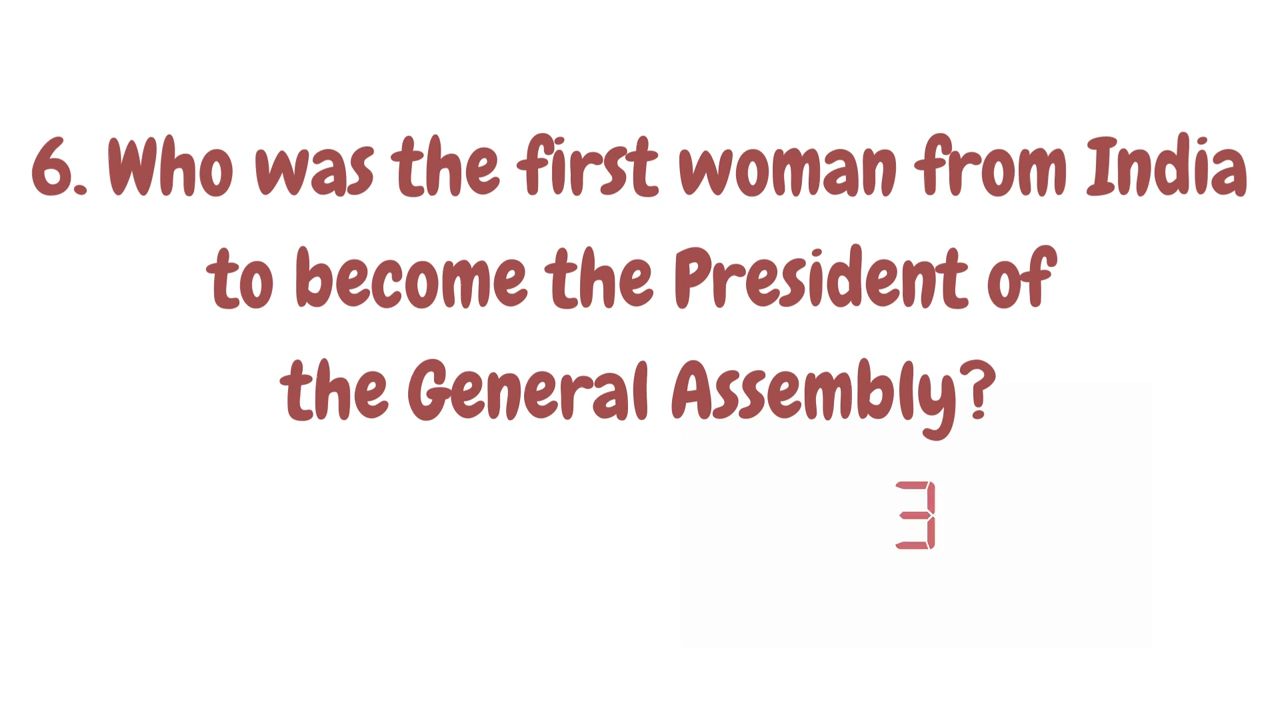 6. Who was the first woman from India
to become the President of
the General Assembly?
3